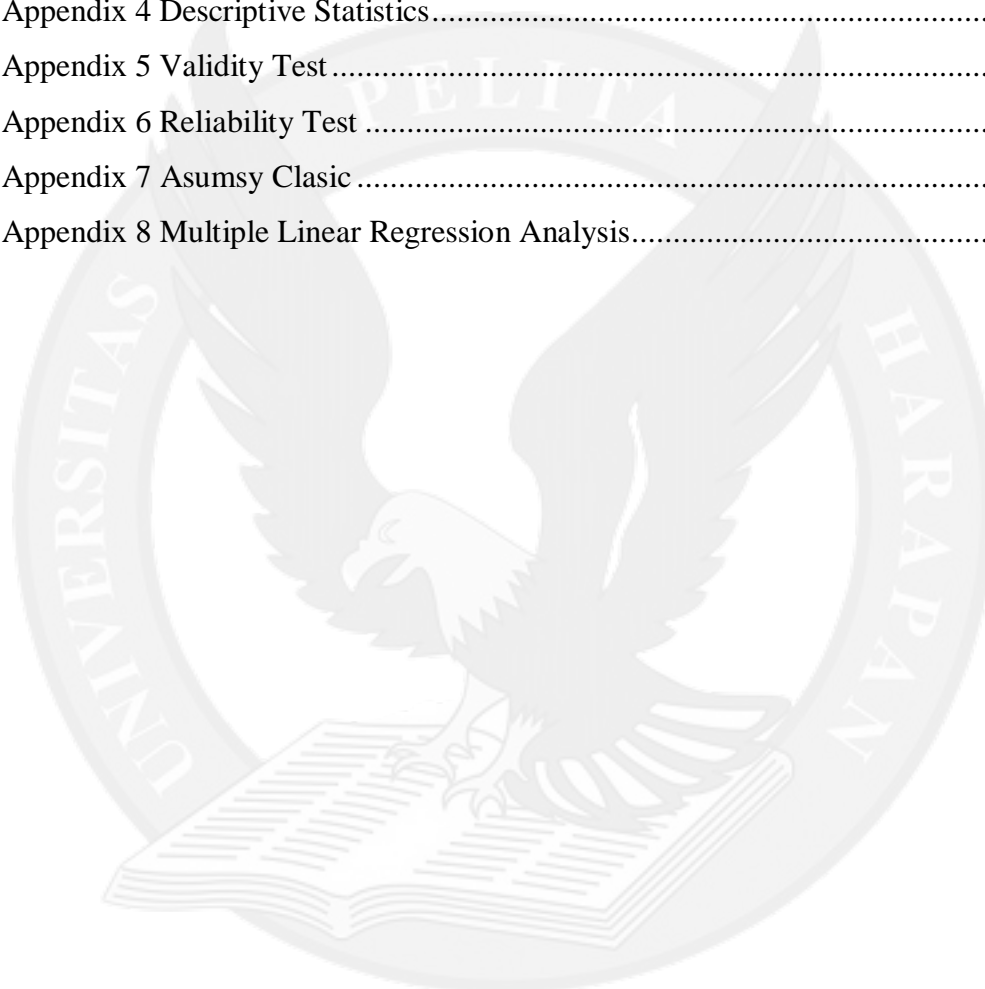 Appendix 4 Descriptive Statistics....................................................................
Appendix 5 Validity Test.................................................................................
Appendix 6 Reliability Test.............................................................................
Appendix 7 Asumsy Clasic..............................................................................
Appendix 8 Multiple Linear Regression Analysis............................................
UNIVERSITAS PELITA HARAPAN